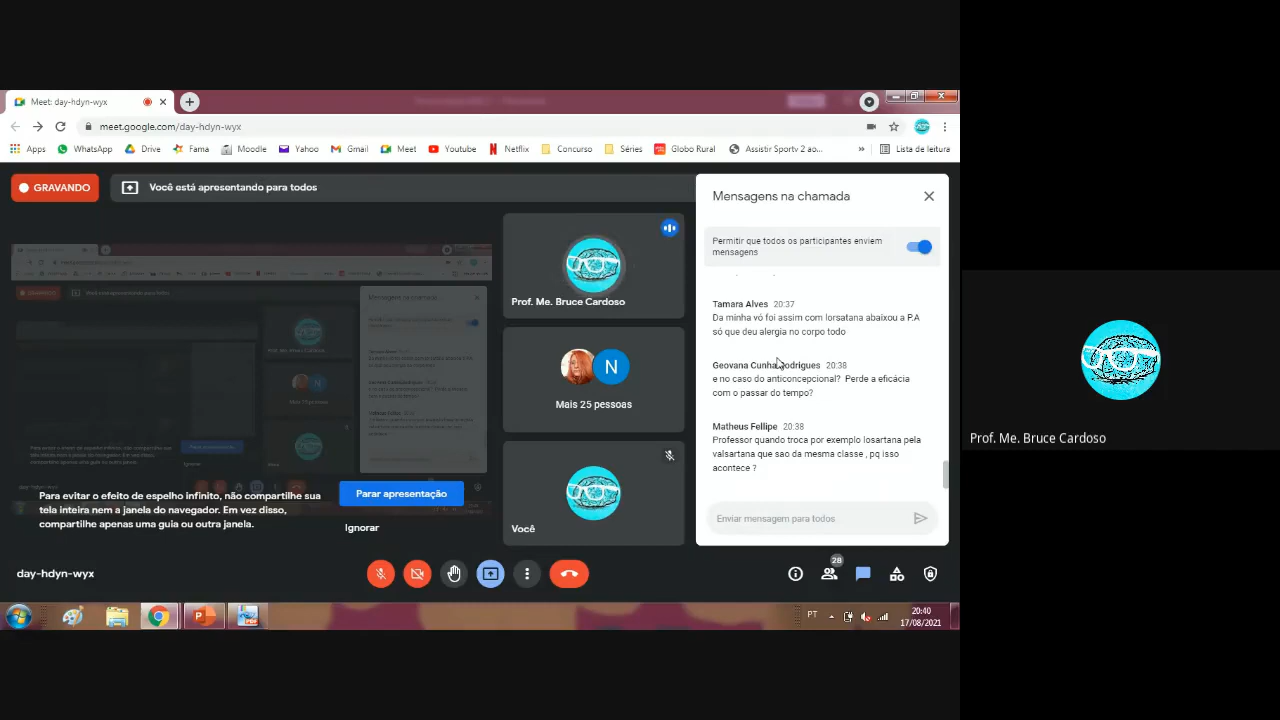 Meet: day-hdyn-wyx
meet.google.com/day-hdyn-wyx
Apps WhatsApp Drive Fama Moodle Yahoo Gmail Meet Youtube Netflix Concurso Séries Globo Rural Assistir Sportv 2 ao... » Lista de leitura
GRAVANDO
Você está apresentando para todos
Mensagens na chamada
Permitir que todos os participantes enviem
mensagens
Prof. Me. Bruce Cardoso
Tamara Alves 20:37
Da minha vó foi assim com lorsatana abaixou a P.A
só que deu alergia no corpo todo
Geovana Cunha Rodrigues 20:38
e no caso do anticoncepcional? Perde a eficácia
com o passar do tempo?
N
Mais 25 pessoas
Matheus Fellipe 20:38
Professor quando troca por exemplo losartana pela
valsartana que sao da mesma classe , pq isso
acontece ?
Prof. Me. Bruce Cardoso
Para evitar o efeito de espelho infinito, não compartilhe sua
tela inteira nem a janela do navegador. Em vez disso,
compartilhe apenas uma guia ou outra janela.
Parar apresentação
Ignorar
Você
Enviar mensagem para todos
day-hdyn-wyx
28
PT
20:40
17/08/2021